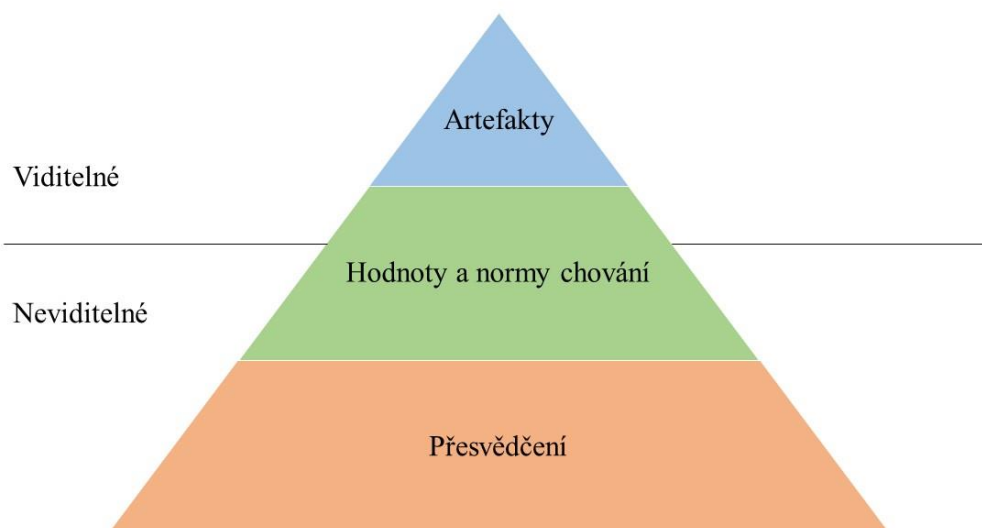 Artefakty
Viditelné
Hodnoty a normy chování
Neviditelné
Přesvědčení